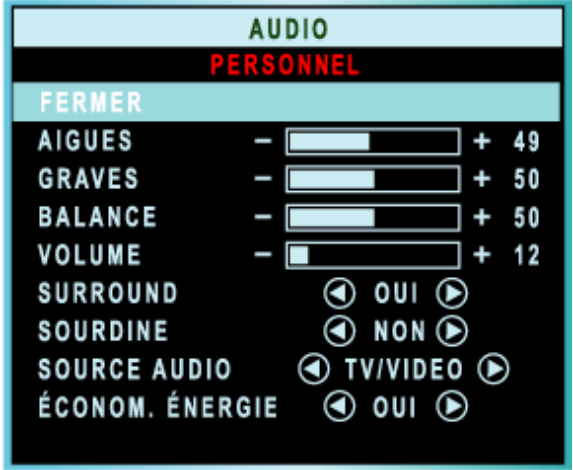 AUDIO
PERSONNEL
FERMER
AIGUES - + 49
GRAVES - + 50
BALANCE - + 50
VOLUME - + 12
SURROUND OUI
SOURDINE NON
SOURCE AUDIO TV/VIDEO
ÉCONOM. ÉNERGIE OUI